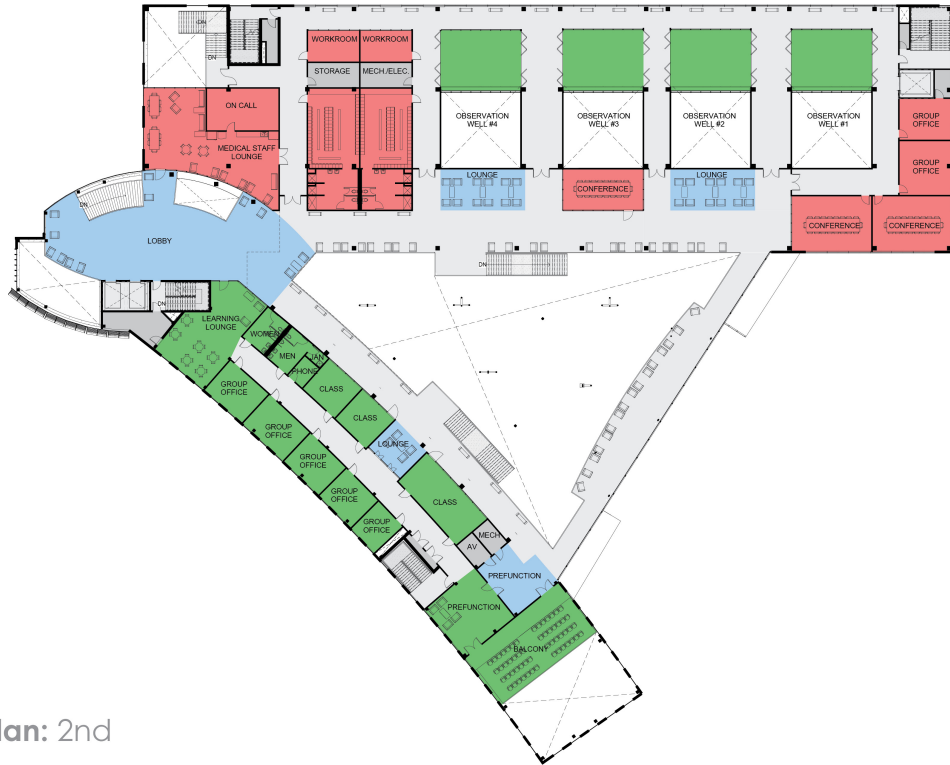 DN
DN
WORKROOM
WORKROOM
STORAGE
MECH./ELEC.
ON CALL
MEDICAL STAFF
LOUNGE
OBSERVATION
WELL #4
OBSERVATION
WELL #3
OBSERVATION
WELL #2
OBSERVATION
WELL #1
GROUP
OFFICE
GROUP
OFFICE
LOUNGE
CONFERENCE
LOUNGE
CONFERENCE
CONFERENCE
DN
LOBBY
DN
DN
LEARNING
LOUNGE
WOMEN
MEN
JAN
PHONE
CLASS
GROUP
OFFICE
CLASS
GROUP
OFFICE
LOUNGE
GROUP
OFFICE
GROUP
OFFICE
CLASS
GROUP
OFFICE
MECH
AV
PREFUNCTION
PREFUNCTION
BALCONY
lan: 2nd